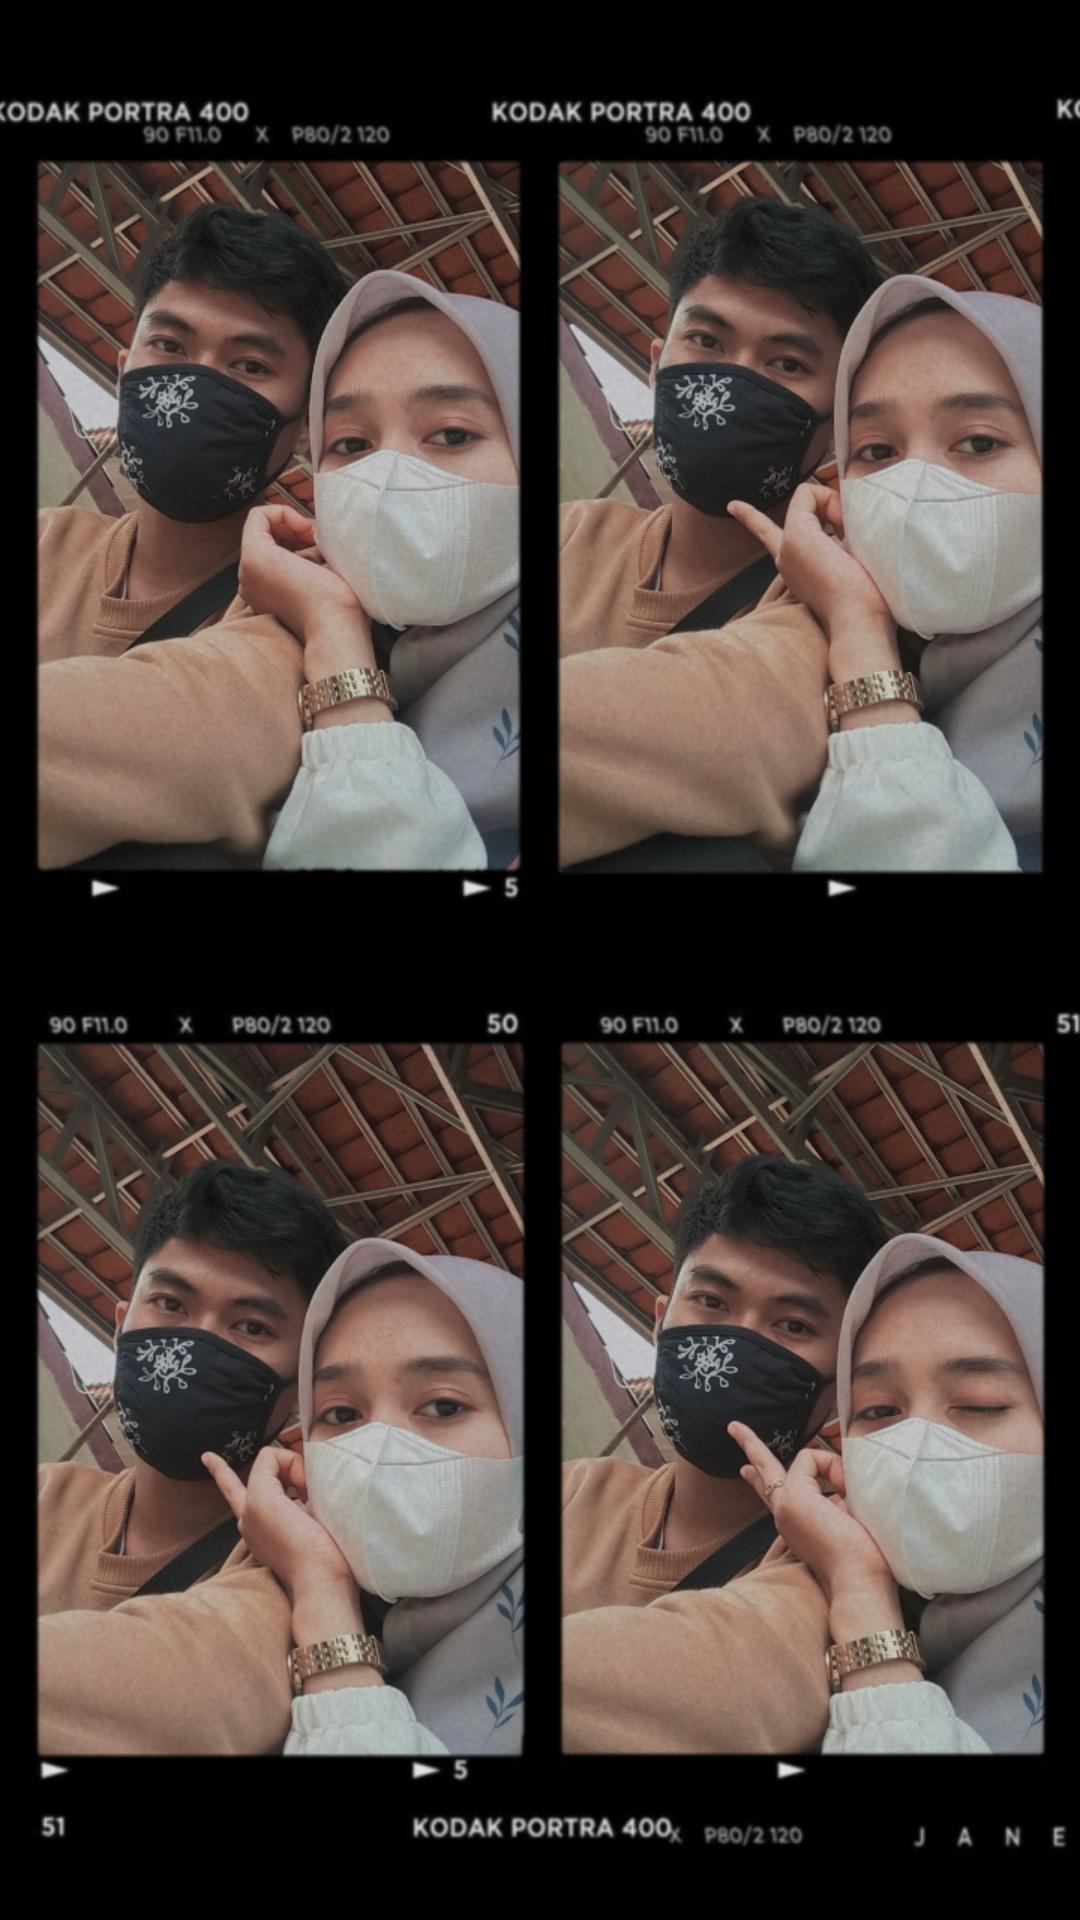 KODAK PORTRA 400 KODAK PORTRA 400
90 F11.0 X P80/2 120 90 F11.0 X P80/2 120
5
90 F11.0 X P80/2 120 50 90 F11.0 X P80/2 120 51
5
51 KODAK PORTRA 400 X P80/2 120 J A N E